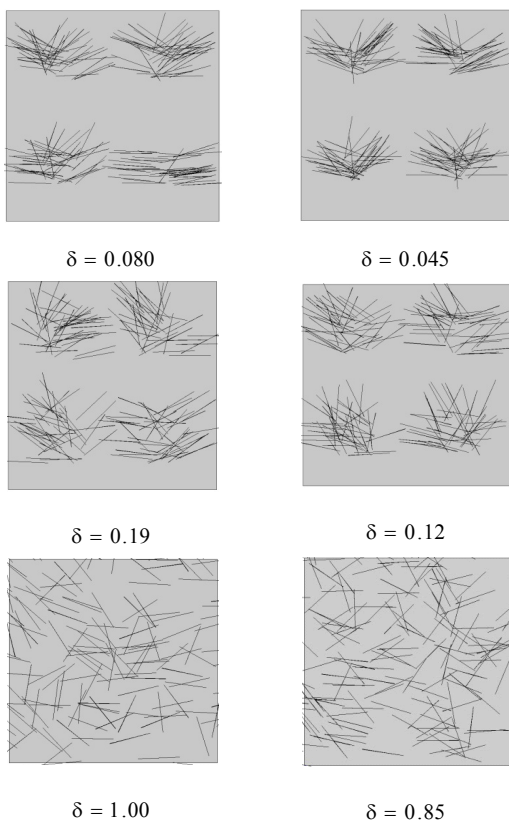 δ = 0.080
δ = 0.045
δ = 0.19
δ = 0.12
δ = 1.00
δ = 0.85